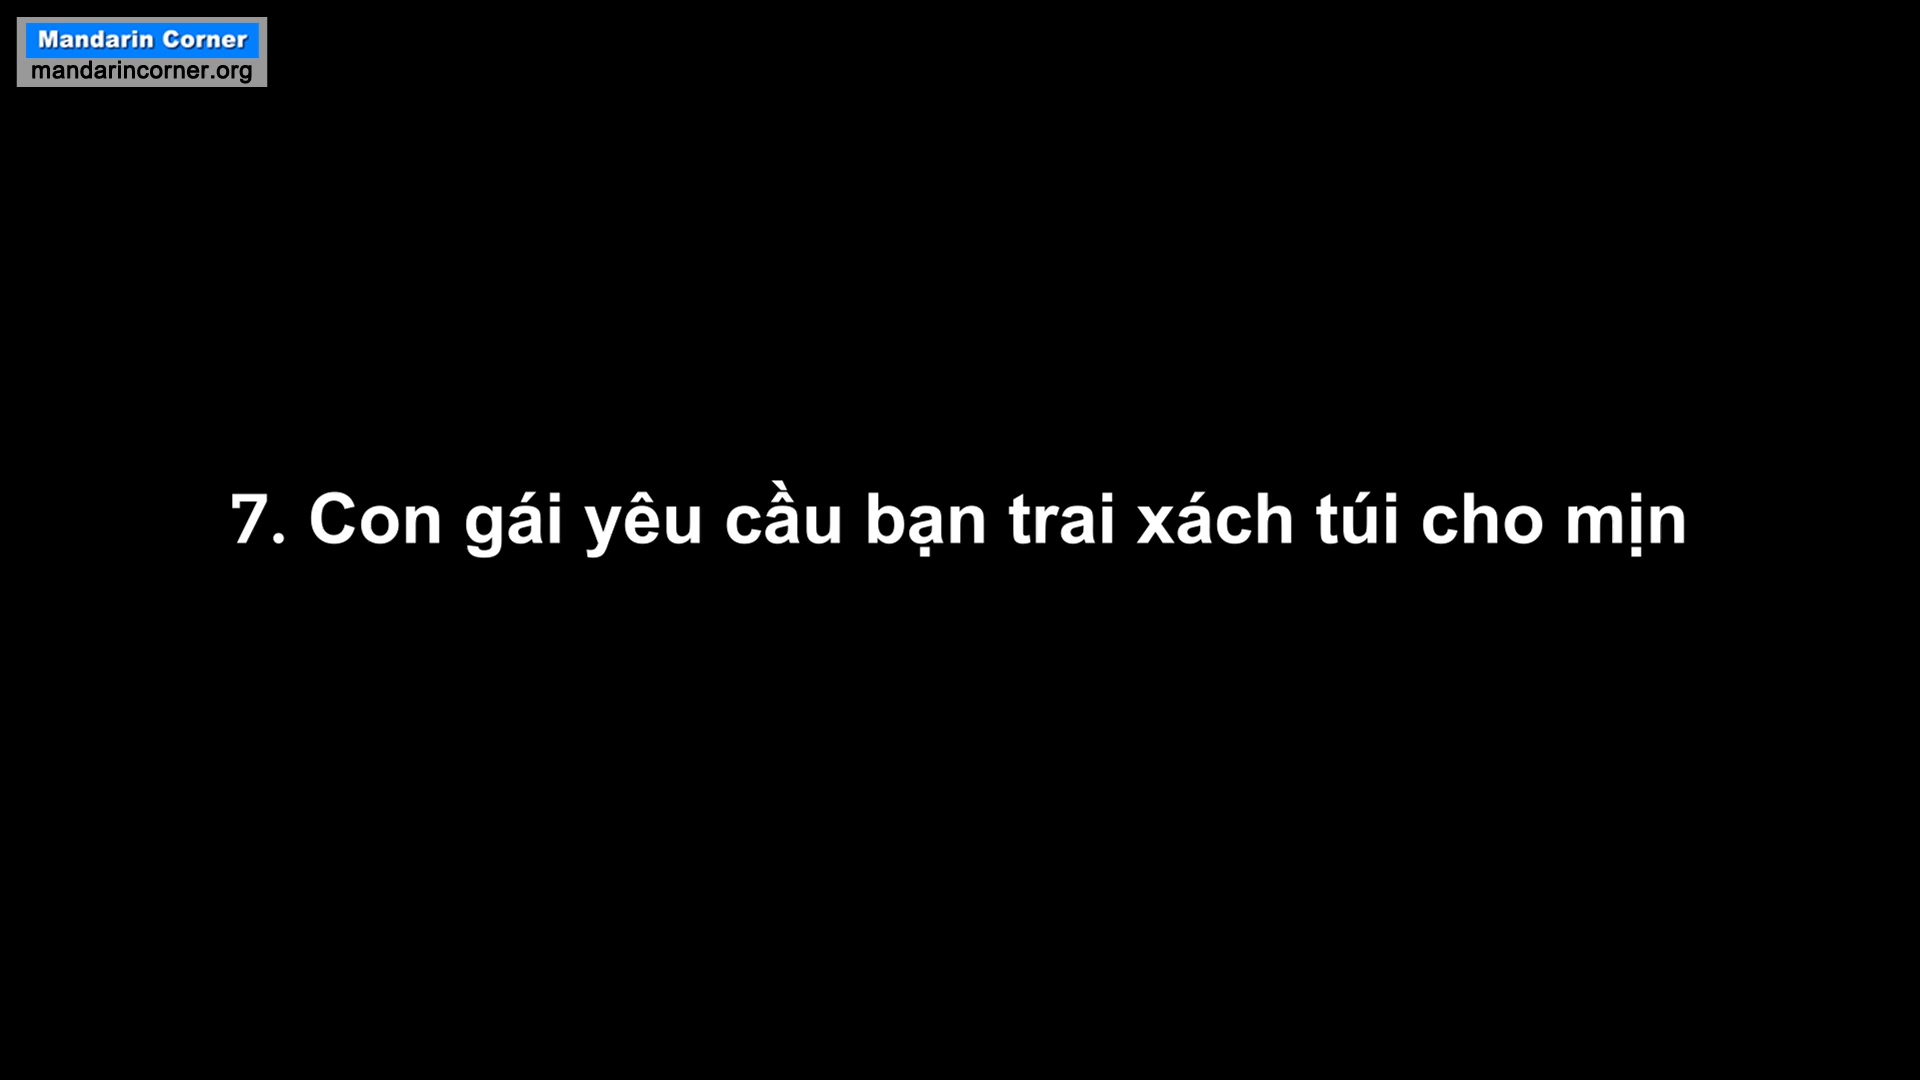 Mandarin Corner
mandarincorner.org
7. Con gái yêu cầu bạn trai xách túi cho mịn